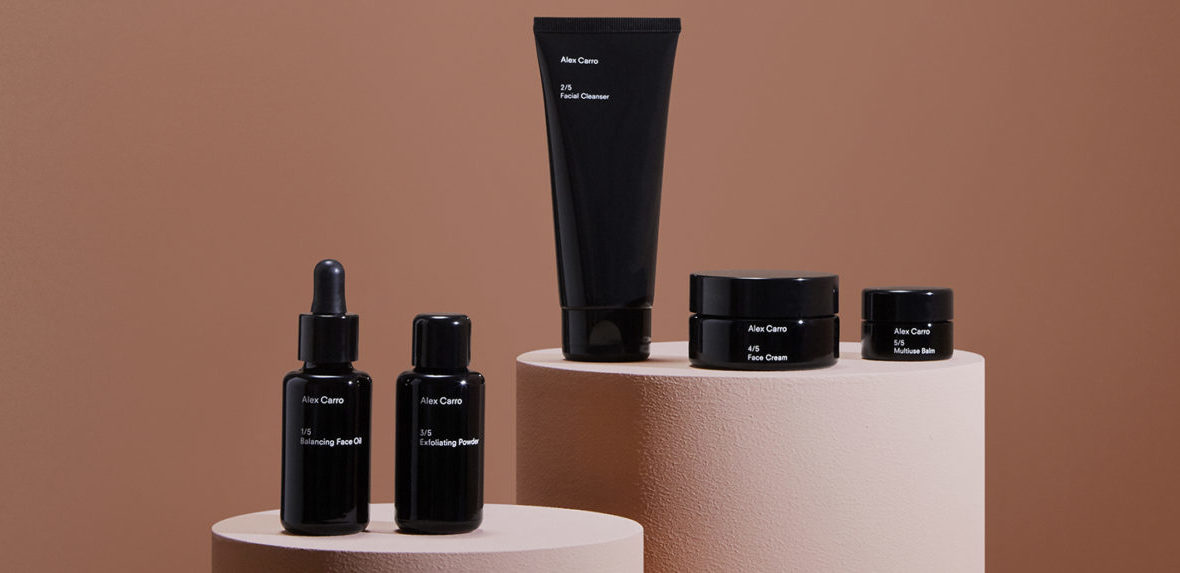 Alex Carro
2/5
Facial Cleanser
Alex Carro
4/5
Face Cream
Alex Carro
5/5
Multiuse Balm
Alex Carro
1/5
Balancing Face Oil
Alex Carro
3/5
Exfoliating Powder